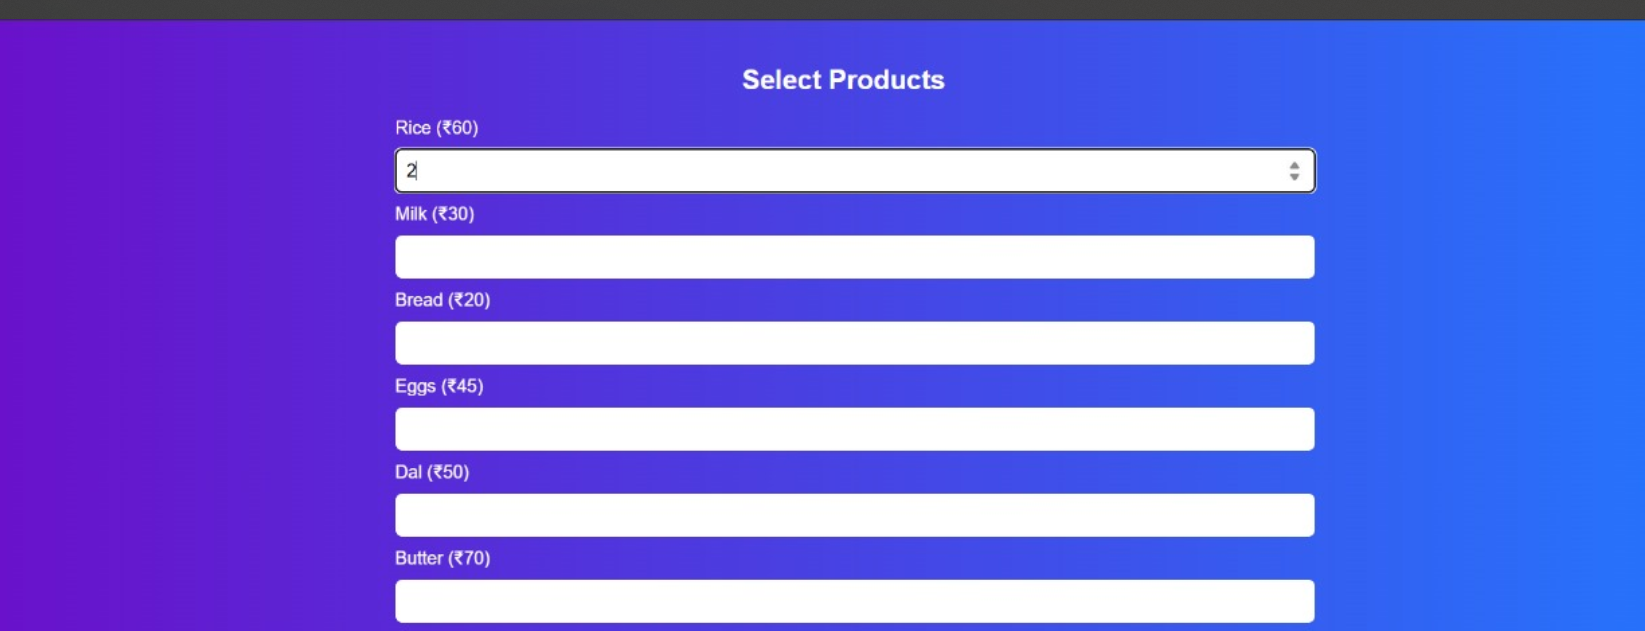 Select Products
Rice (₹60)
2
Milk (₹30)
Bread (₹20)
Eggs (₹45)
Dal (₹50)
Butter (₹70)